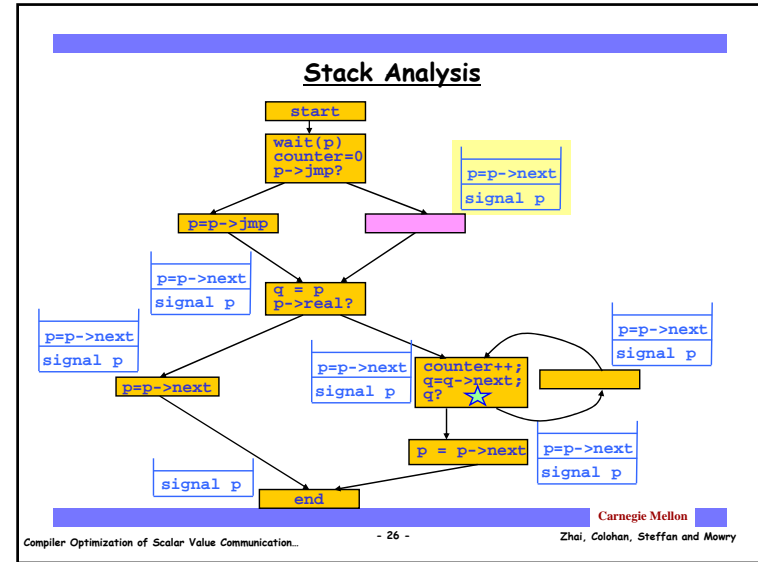 Stack Analysis
start
wait(p)
counter=0
p->jmp?
p=p->next
signal p
p=p->jmp
p=p->next
signal p
q = p
p->real?
p=p->next
signal p
p=p->next
signal p
p=p->next
signal p
counter++;
q=q->next;
q?
p=p->next
p = p->next
p=p->next
signal p
signal p
end
Carnegie Mellon
Compiler Optimization of Scalar Value Communication…
- 26 -
Zhai, Colohan, Steffan and Mowry